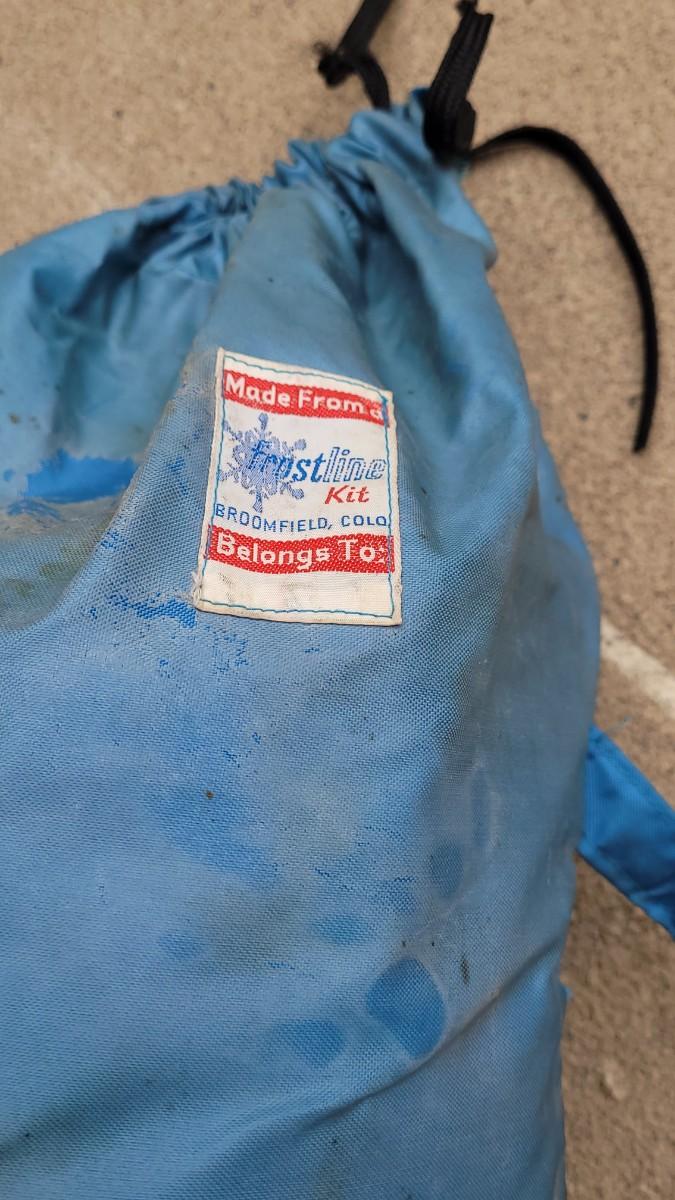 Made From a
frostline
Kit
BROOMFIELD, COLO
Belongs To: